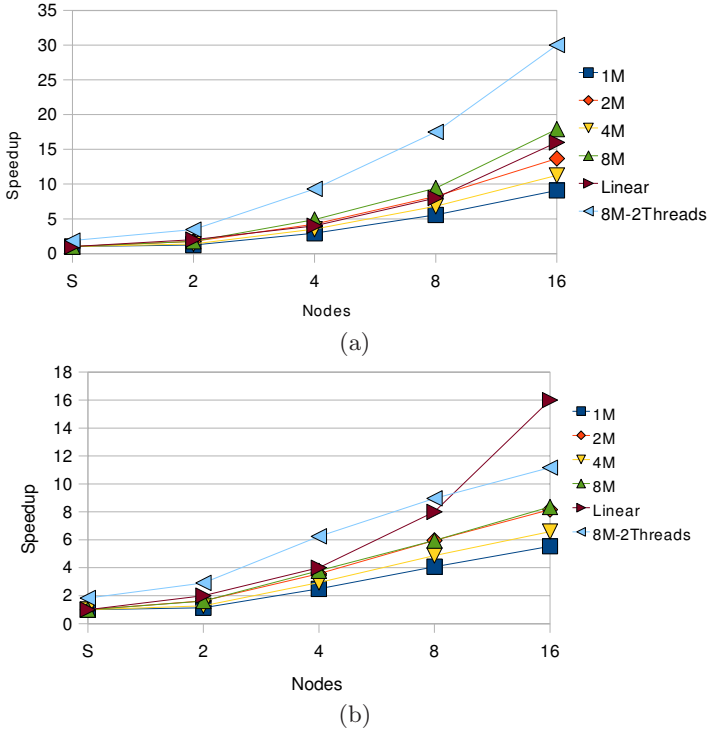 35
30
25
20
15
10
5
0
Speedup
S 2 4 8 16
Nodes
1M
2M
4M
8M
Linear
8M-2Threads
(a)
18
16
14
12
10
8
6
4
2
0
Speedup
S 2 4 8 16
Nodes
1M
2M
4M
8M
Linear
8M-2Threads
(b)